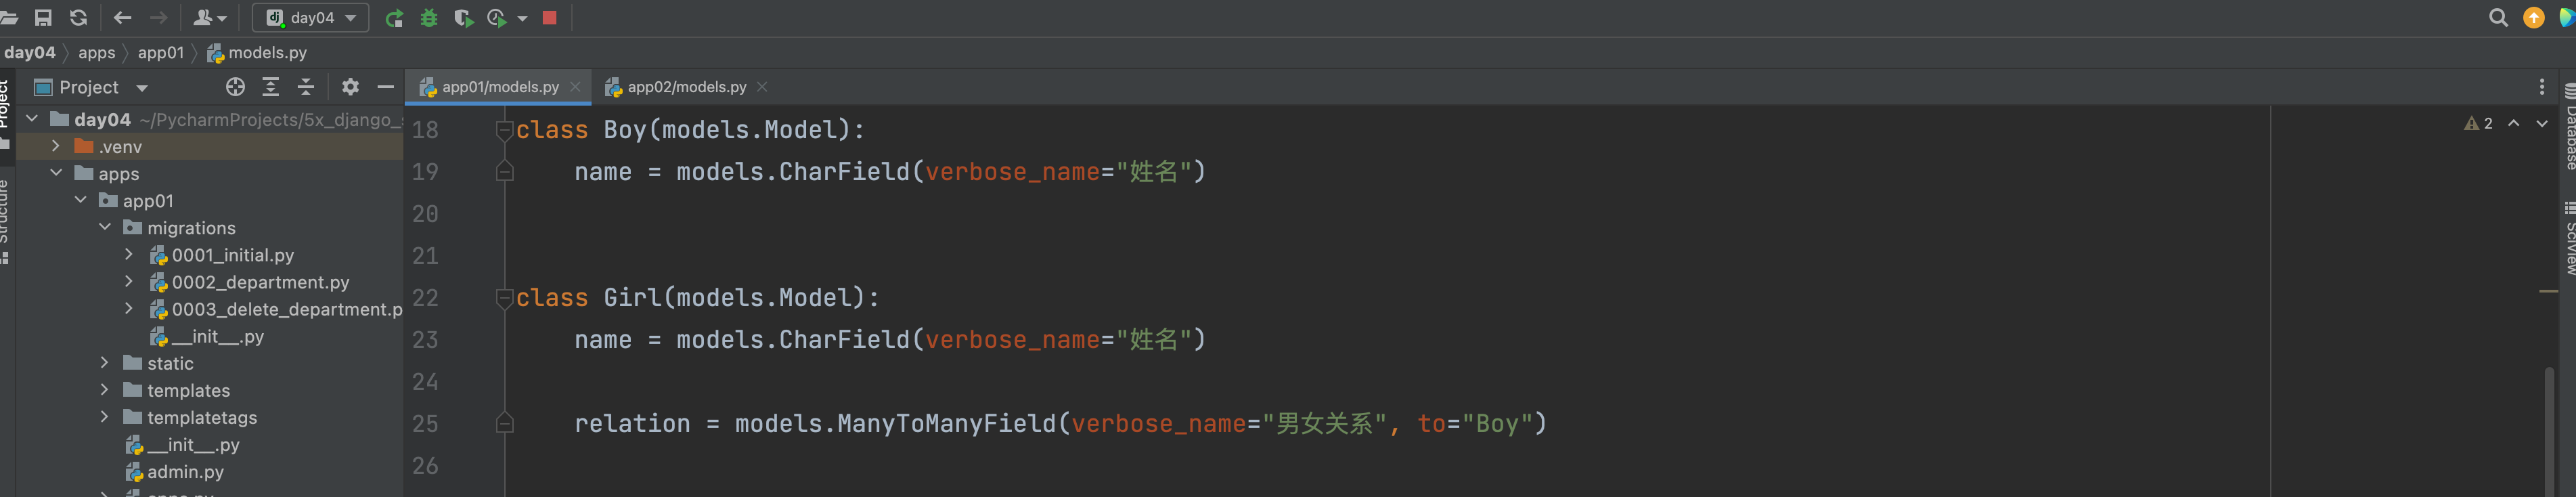 day04
day04 apps app01 models.py
Project
app01/models.py
app02/models.py
Project
Structure
day04 ~/PycharmProjects/5x_django_s
.venv
apps
app01
migrations
0001_initial.py
0002_department.py
0003_delete_department.p
__init__.py
static
templates
templatetags
__init__.py
admin.py
18 class Boy(models.Model):
19 name = models.CharField(verbose_name="姓名")
20
21
22 class Girl(models.Model):
23 name = models.CharField(verbose_name="姓名")
24
25 relation = models.ManyToManyField(verbose_name="男女关系", to="Boy")
26
2
Database
SciView